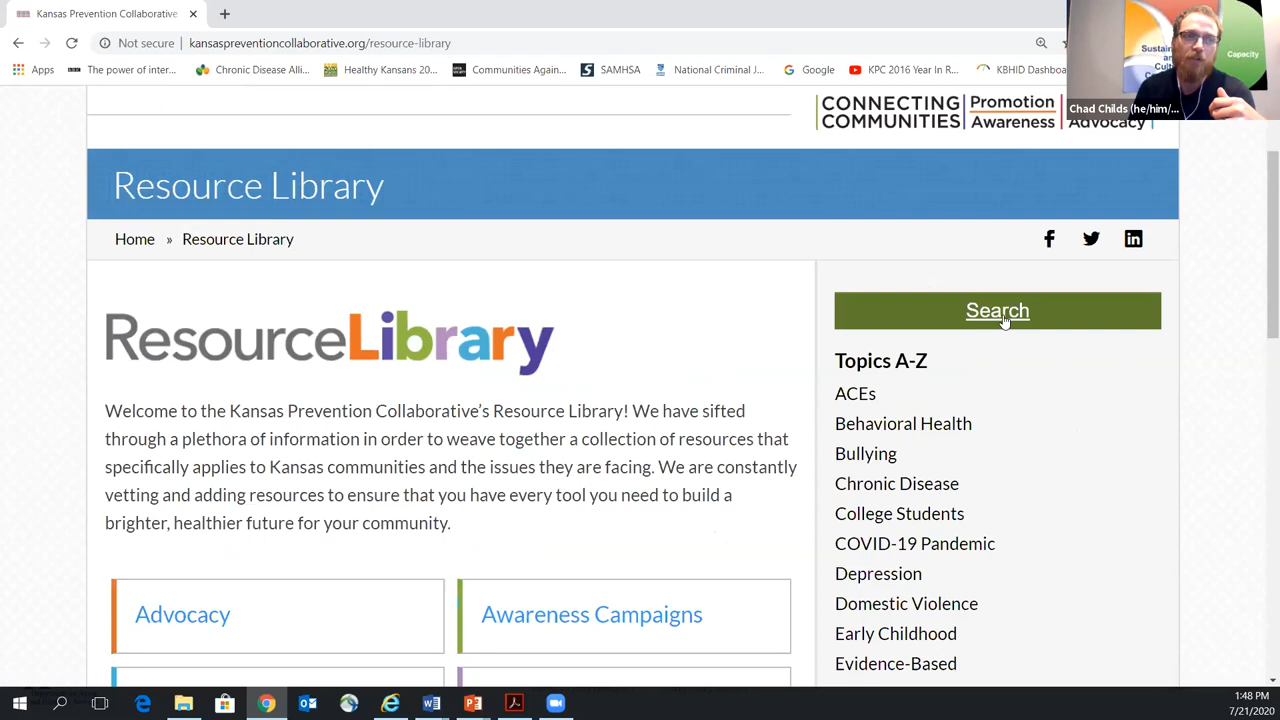 Kansas Prevention Collaborative
Not secure
kansaspreventioncollaborative.org/resource-library
Apps
The power of inter...
Chronic Disease Alli...
Healthy Kansans 20...
Communities Again...
SAMHSA
National Criminal J...
Google
KPC 2016 Year In R...
KBHID Dashboa
Capacity
Chad Childs (he/him/...
CONNECTING
COMMUNITIES
Promotion
Awareness
Advocacy
Resource Library
Home » Resource Library
ResourceLibrary
Welcome to the Kansas Prevention Collaborative's Resource Library! We have sifted
through a plethora of information in order to weave together a collection of resources that
specifically applies to Kansas communities and the issues they are facing. We are constantly
vetting and adding resources to ensure that you have every tool you need to build a
brighter, healthier future for your community.
Advocacy
Awareness Campaigns
Search
Topics A-Z
ACEs
Behavioral Health
Bullying
Chronic Disease
College Students
COVID-19 Pandemic
Depression
Domestic Violence
Early Childhood
Evidence-Based
1:48 PM
7/21/2020